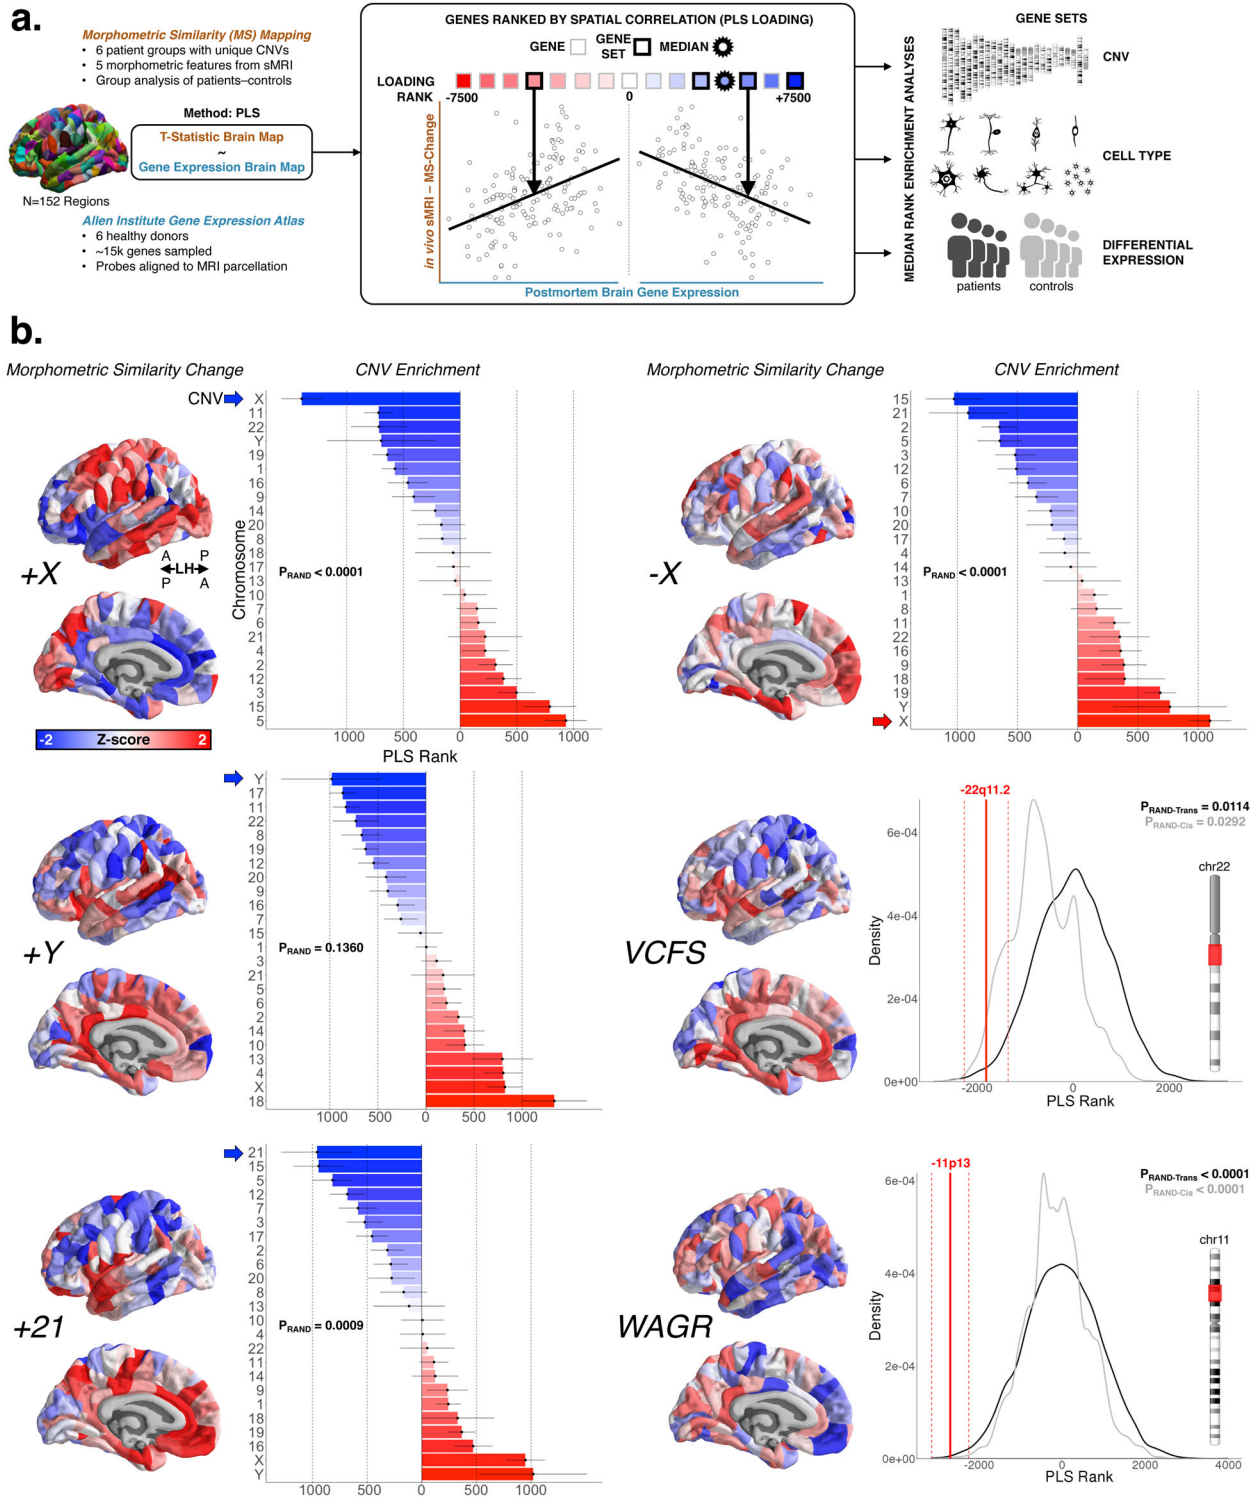 a.
Morphometric Similarity (MS) Mapping
• 6 patient groups with unique CNVs
• 5 morphometric features from sMRI
• Group analysis of patients–controls
Method: PLS
T-Statistic Brain Map
~
Gene Expression Brain Map
N=152 Regions
Allen Institute Gene Expression Atlas
• 6 healthy donors
• ~15k genes sampled
• Probes aligned to MRI parcellation
GENES RANKED BY SPATIAL CORRELATION (PLS LOADING)
GENE GENE SET MEDIAN
LOADING RANK
-7500 0 +7500
in vivo sMRI – MS-Change
Postmortem Brain Gene Expression
MEDIAN RANK ENRICHMENT ANALYSES
GENE SETS
CNV
CELL TYPE
DIFFERENTIAL EXPRESSION
patients controls
b.
Morphometric Similarity Change
CNV Enrichment
CNV
+X
A P
LH
P A
-2 Z-score 2
Chromosome
X
11
22
Y
19
1
16
9
14
20
8
18
17
13
10
7
6
21
4
2
12
3
15
5
PRAND < 0.0001
1000 500 0 500 1000
PLS Rank
Morphometric Similarity Change
CNV Enrichment
-X
15
21
2
5
3
12
6
7
10
20
17
4
14
13
1
8
11
22
16
9
18
19
Y
X
PRAND < 0.0001
1000 500 0 500 1000
+Y
Y
17
11
22
8
19
12
20
9
16
7
15
1
3
21
5
6
2
14
10
13
4
X
18
PRAND = 0.1360
1000 500 0 500 1000
VCFS
-22q11.2
PRAND-Trans = 0.0114
PRAND-Cis = 0.0292
chr22
Density
6e-04
4e-04
2e-04
0e+00
-2000 0 2000
PLS Rank
+21
21
15
5
12
7
3
17
2
6
20
8
13
10
4
22
11
14
9
1
18
19
16
X
Y
PRAND = 0.0009
1000 500 0 500 1000
WAGR
-11p13
PRAND-Trans < 0.0001
PRAND-Cis < 0.0001
chr11
Density
6e-04
4e-04
2e-04
0e+00
-2000 0 2000 4000
PLS Rank